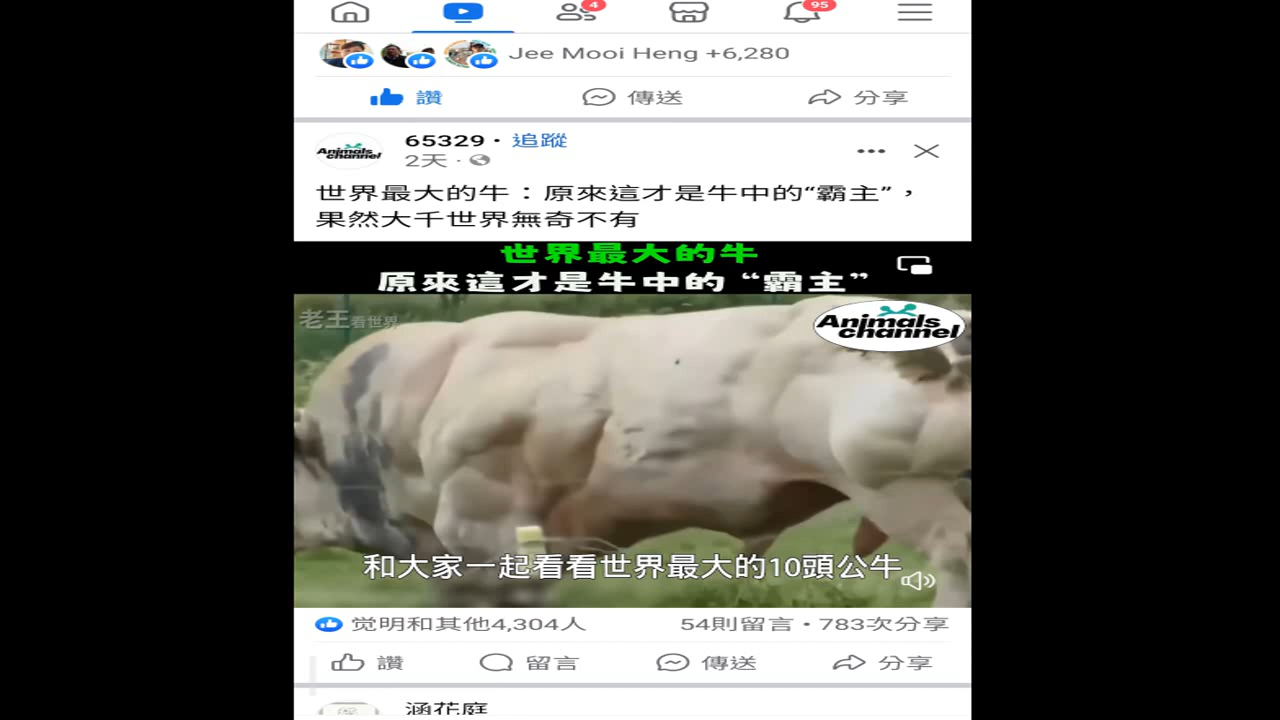 4
95
Jee Mooi Heng +6,280
讚
傳送
分享
Animals channel
65329 · 追蹤
2天 ·
世界最大的牛：原來這才是牛中的“霸主”，
果然大千世界無奇不有
世界最大的牛
原來這才是牛中的“霸主”
老王看世界
Animals
channel
和大家一起看看世界最大的10頭公牛
觉明和其他4,304人
54則留言 · 783次分享
讚
留言
傳送
分享
涵花庭